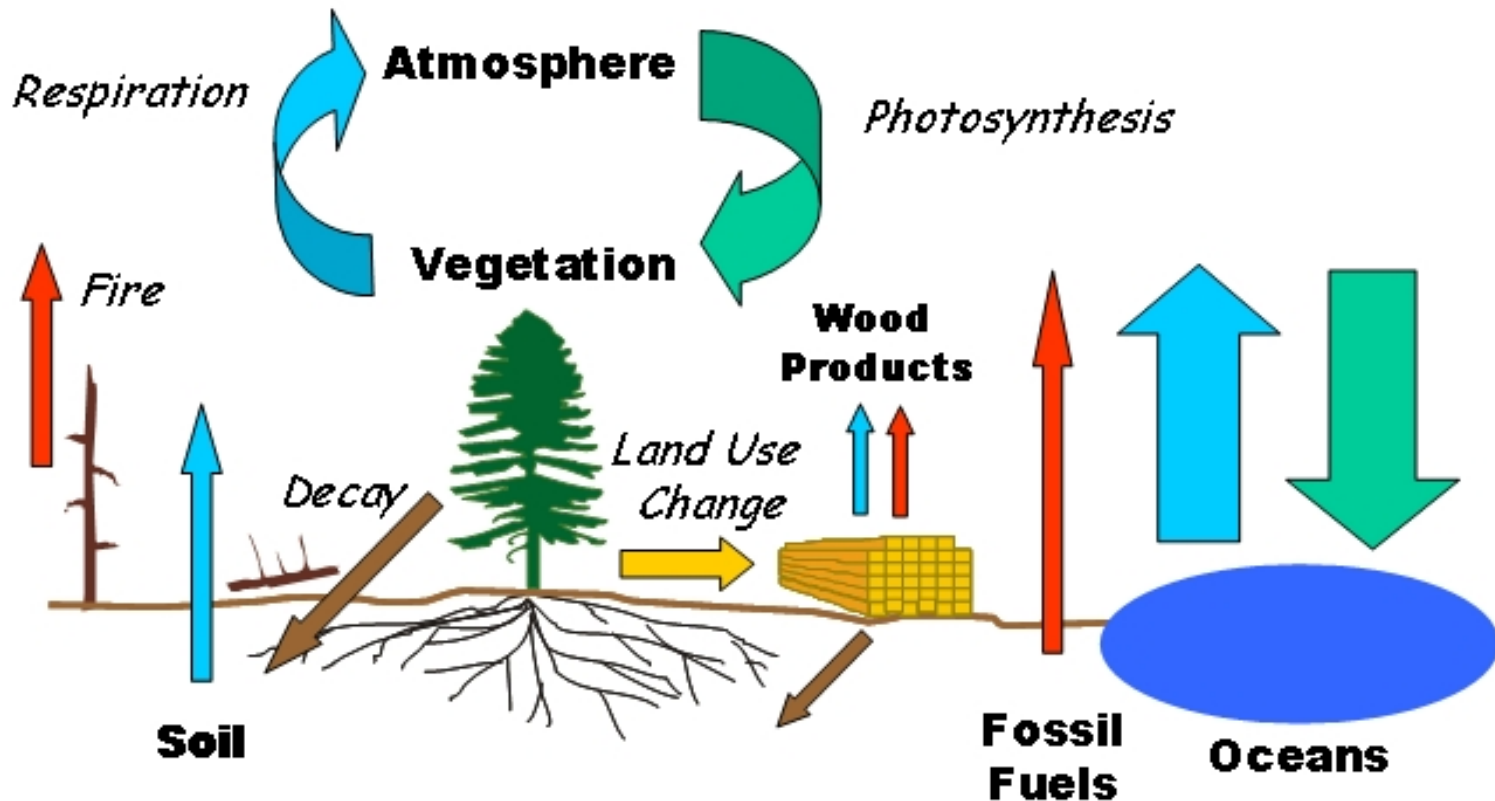 Atmosphere
Respiration
Photosynthesis
Vegetation
Fire
Wood
Products
Land Use
Change
Decay
Soil
Fossil
Fuels
Oceans